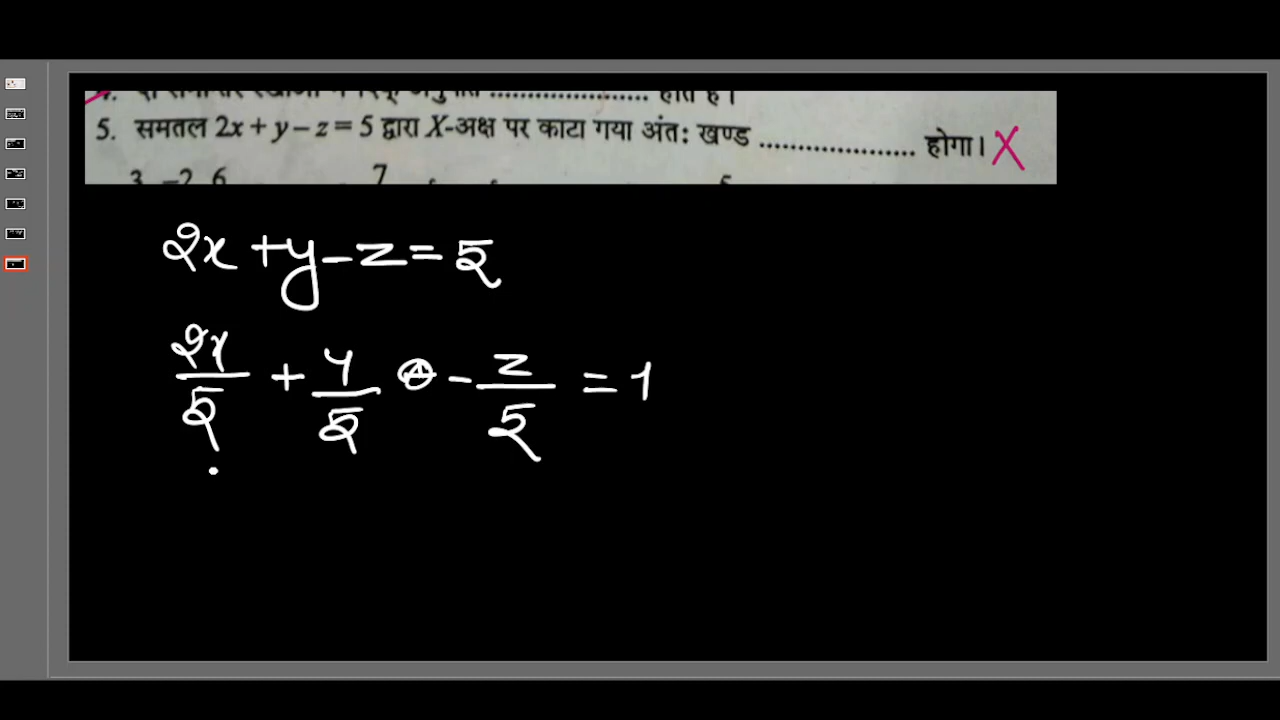 5. समतल 2x + y – z = 5 द्वारा X-अक्ष पर काटा गया अंत: खण्ड .................... होगा। X
2x + y – z = 5
2x/5 + y/5 – z/5 = 1